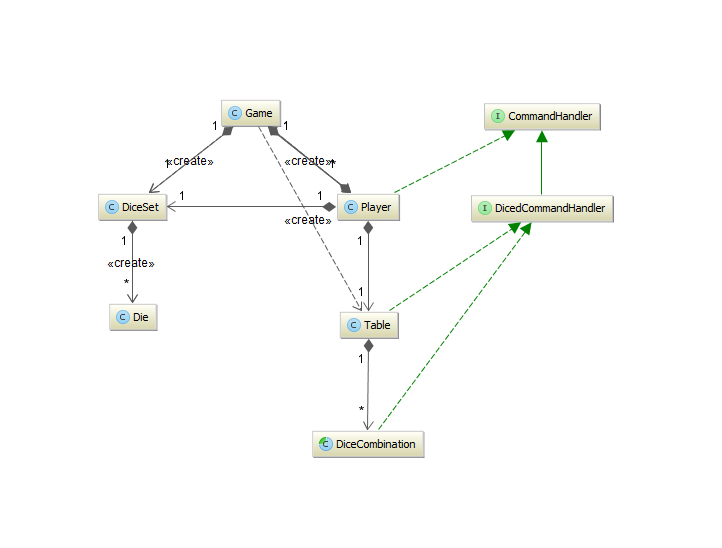 C Game
I CommandHandler
1
1
1
«create»
«create»
*
C DiceSet
1
1
C Player
I DicedCommandHandler
«create»
1
«create»
*
1
C Die
C Table
1
*
C DiceCombination